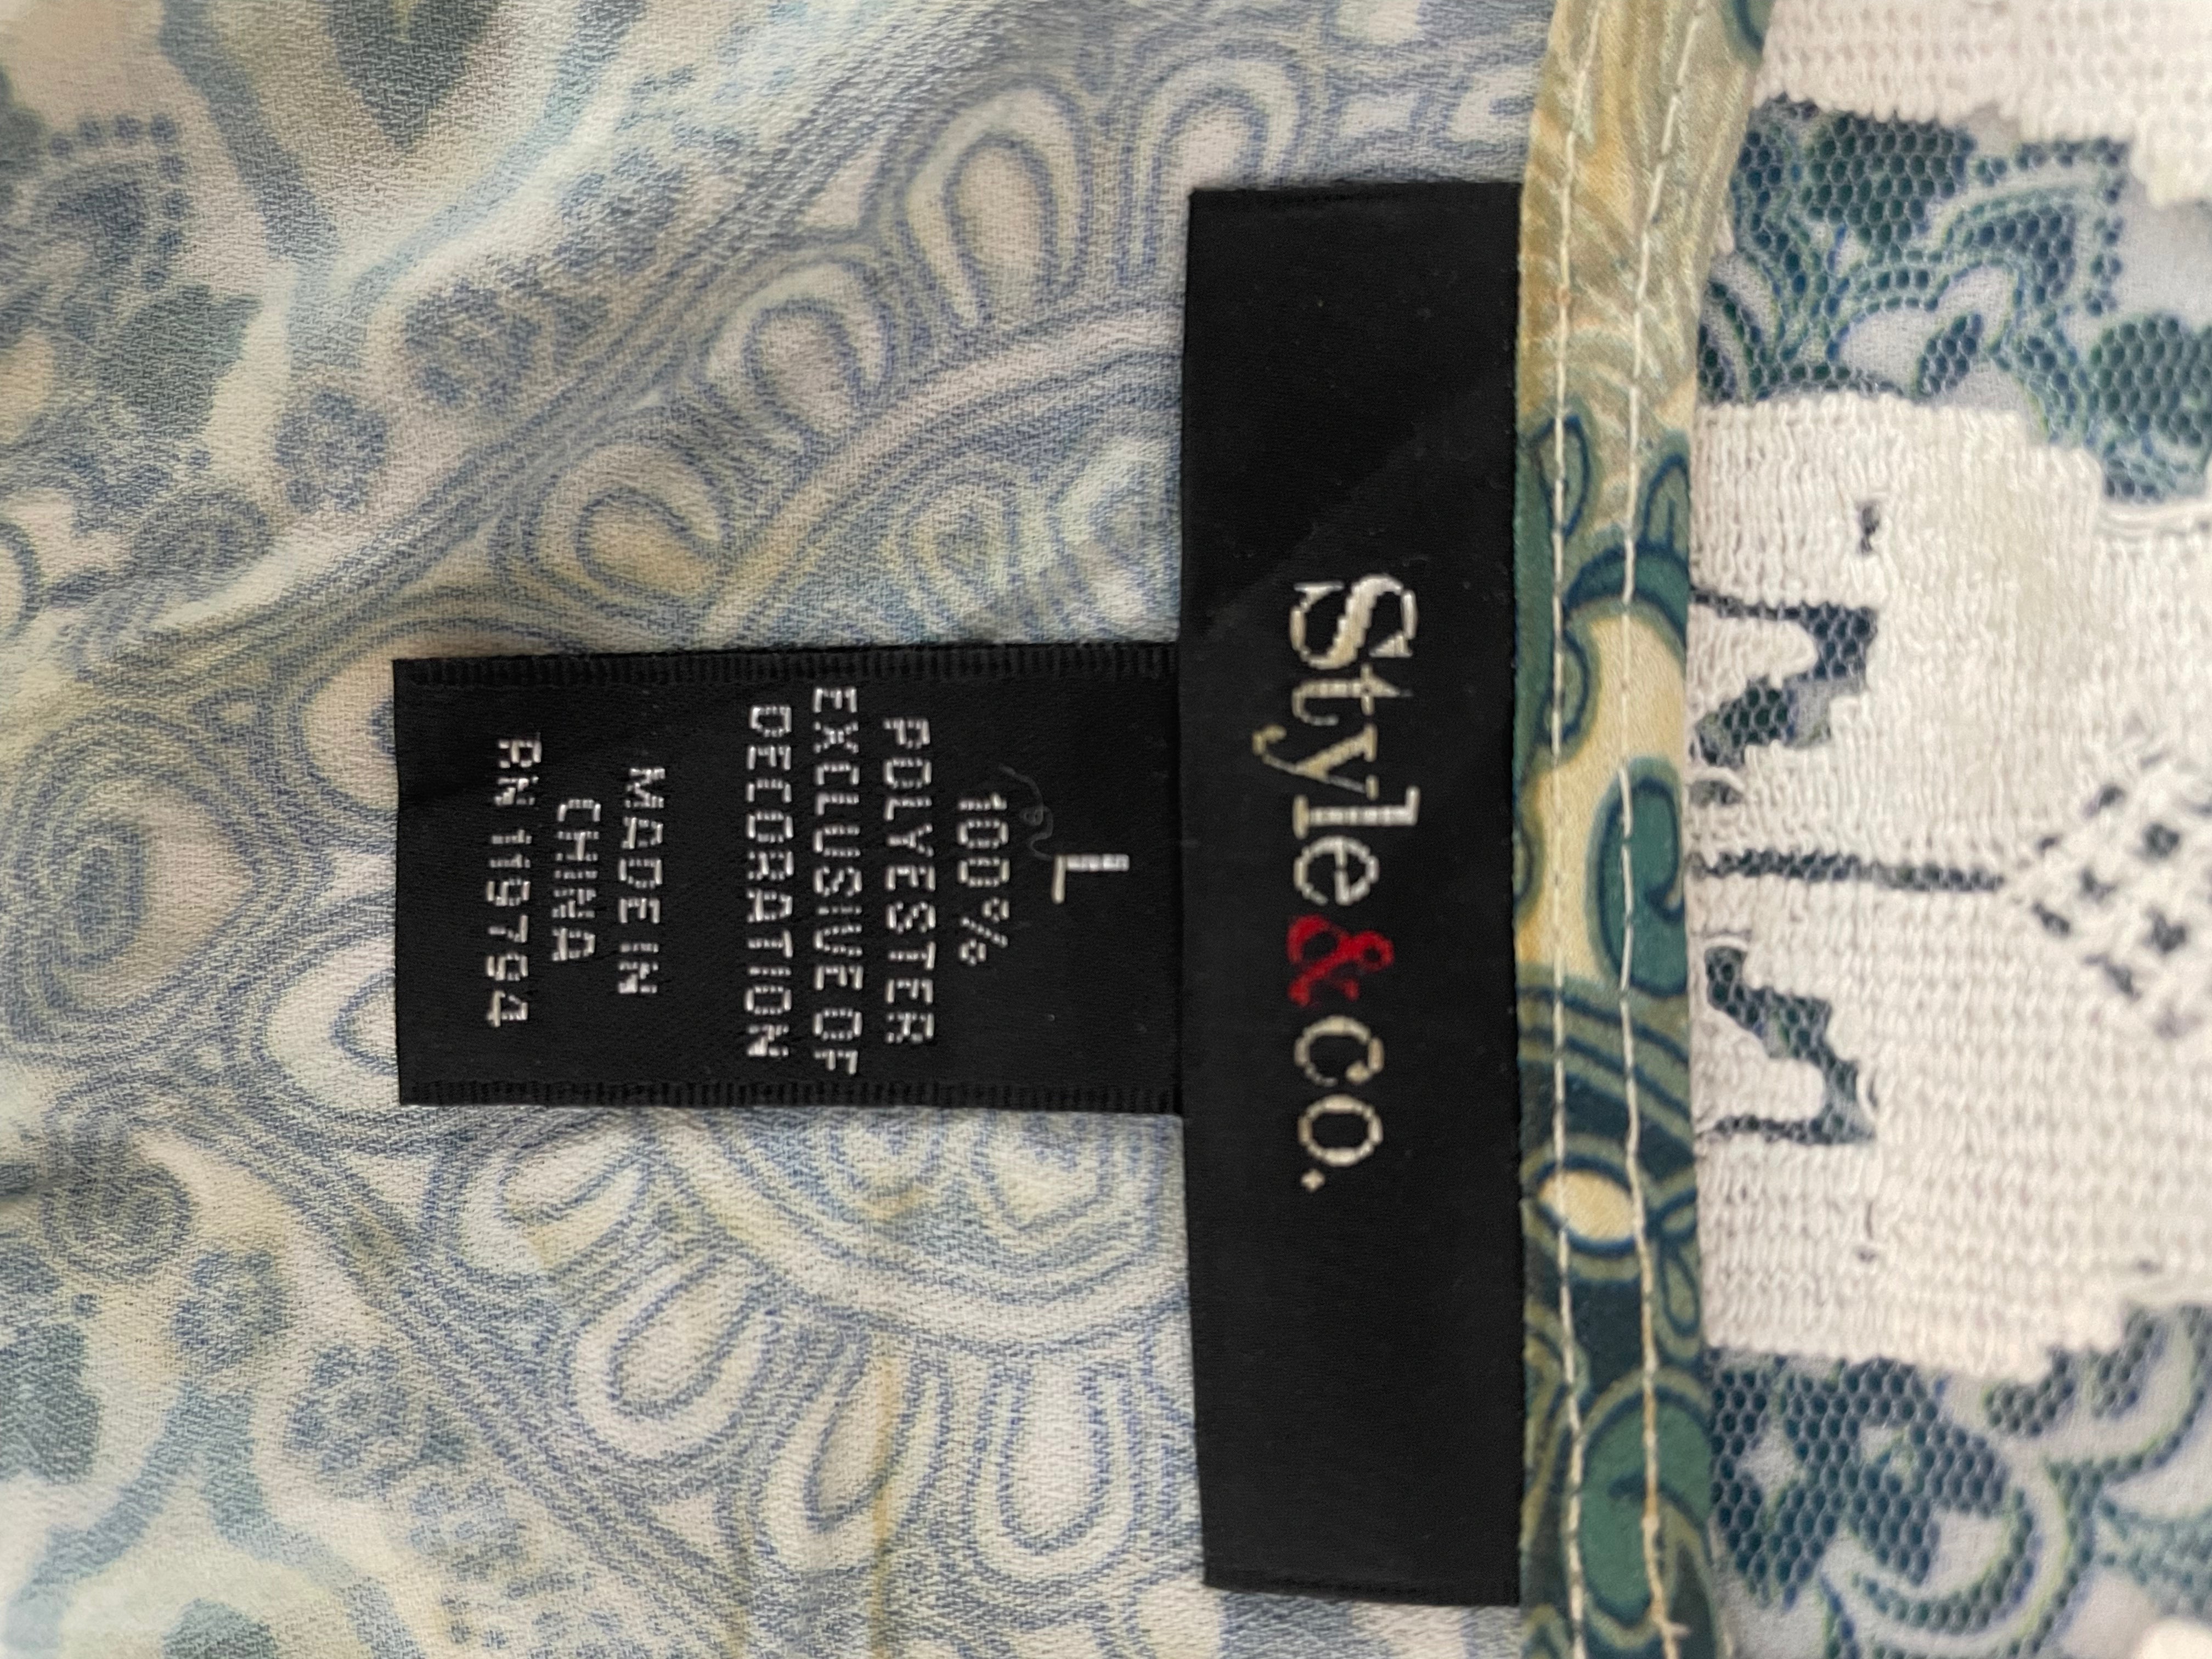 Style&co.
L
100%
POLYESTER
EXCLUSIVE OF
DECORATION
MADE IN
CHINA
RN 119794